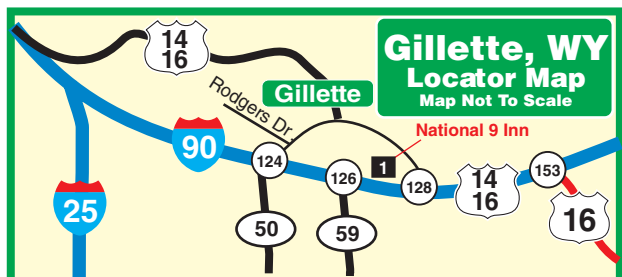 14
16
Gillette, WY
Locator Map
Map Not To Scale
Rodgers Dr.
Gillette
National 9 Inn
90
124
1
126
128
14
16
153
25
50
59
16